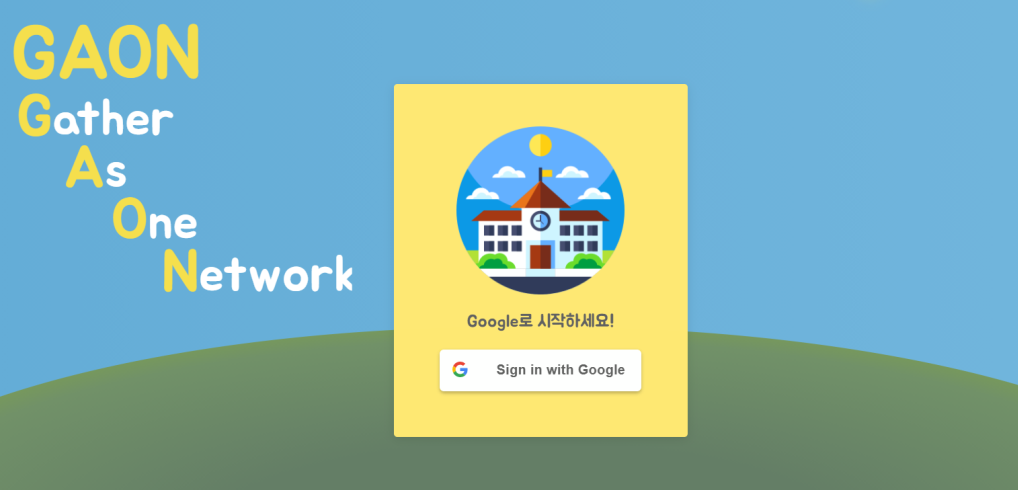 GAON
Gather
As
One
Network
Google로 시작하세요!
Sign in with Google